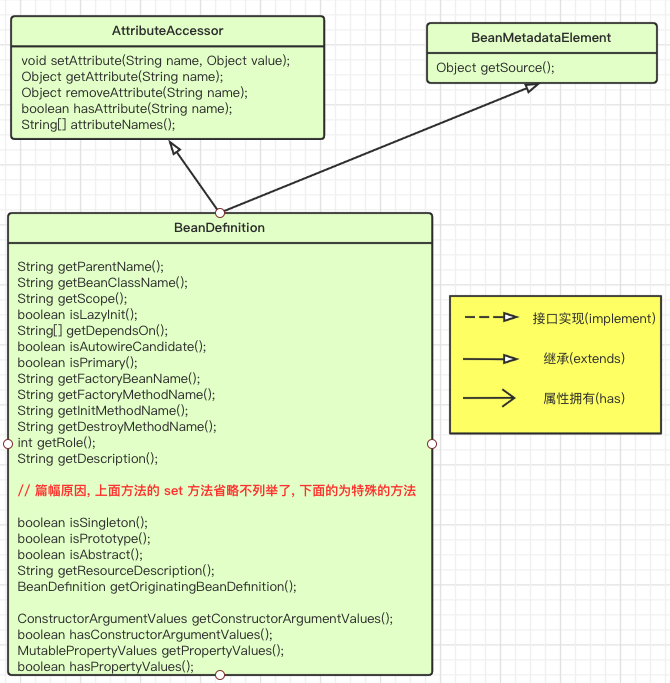 AttributeAccessor
void setAttribute(String name, Object value);
Object getAttribute(String name);
Object removeAttribute(String name);
boolean hasAttribute(String name);
String[] attributeNames();
BeanMetadataElement
Object getSource();
BeanDefinition
String getParentName();
String getBeanClassName();
String getScope();
boolean isLazyInit();
String[] getDependsOn();
boolean isAutowireCandidate();
boolean isPrimary();
String getFactoryBeanName();
String getFactoryMethodName();
String getInitMethodName();
String getDestroyMethodName();
int getRole();
String getDescription();
// 篇幅原因, 上面方法的 set 方法省略不列举了, 下面的为特殊的方法
boolean isSingleton();
boolean isPrototype();
boolean isAbstract();
String getResourceDescription();
BeanDefinition getOriginatingBeanDefinition();
ConstructorArgumentValues getConstructorArgumentValues();
boolean hasConstructorArgumentValues();
MutablePropertyValues getPropertyValues();
boolean hasPropertyValues();
接口实现(implement)
继承(extends)
属性拥有(has)